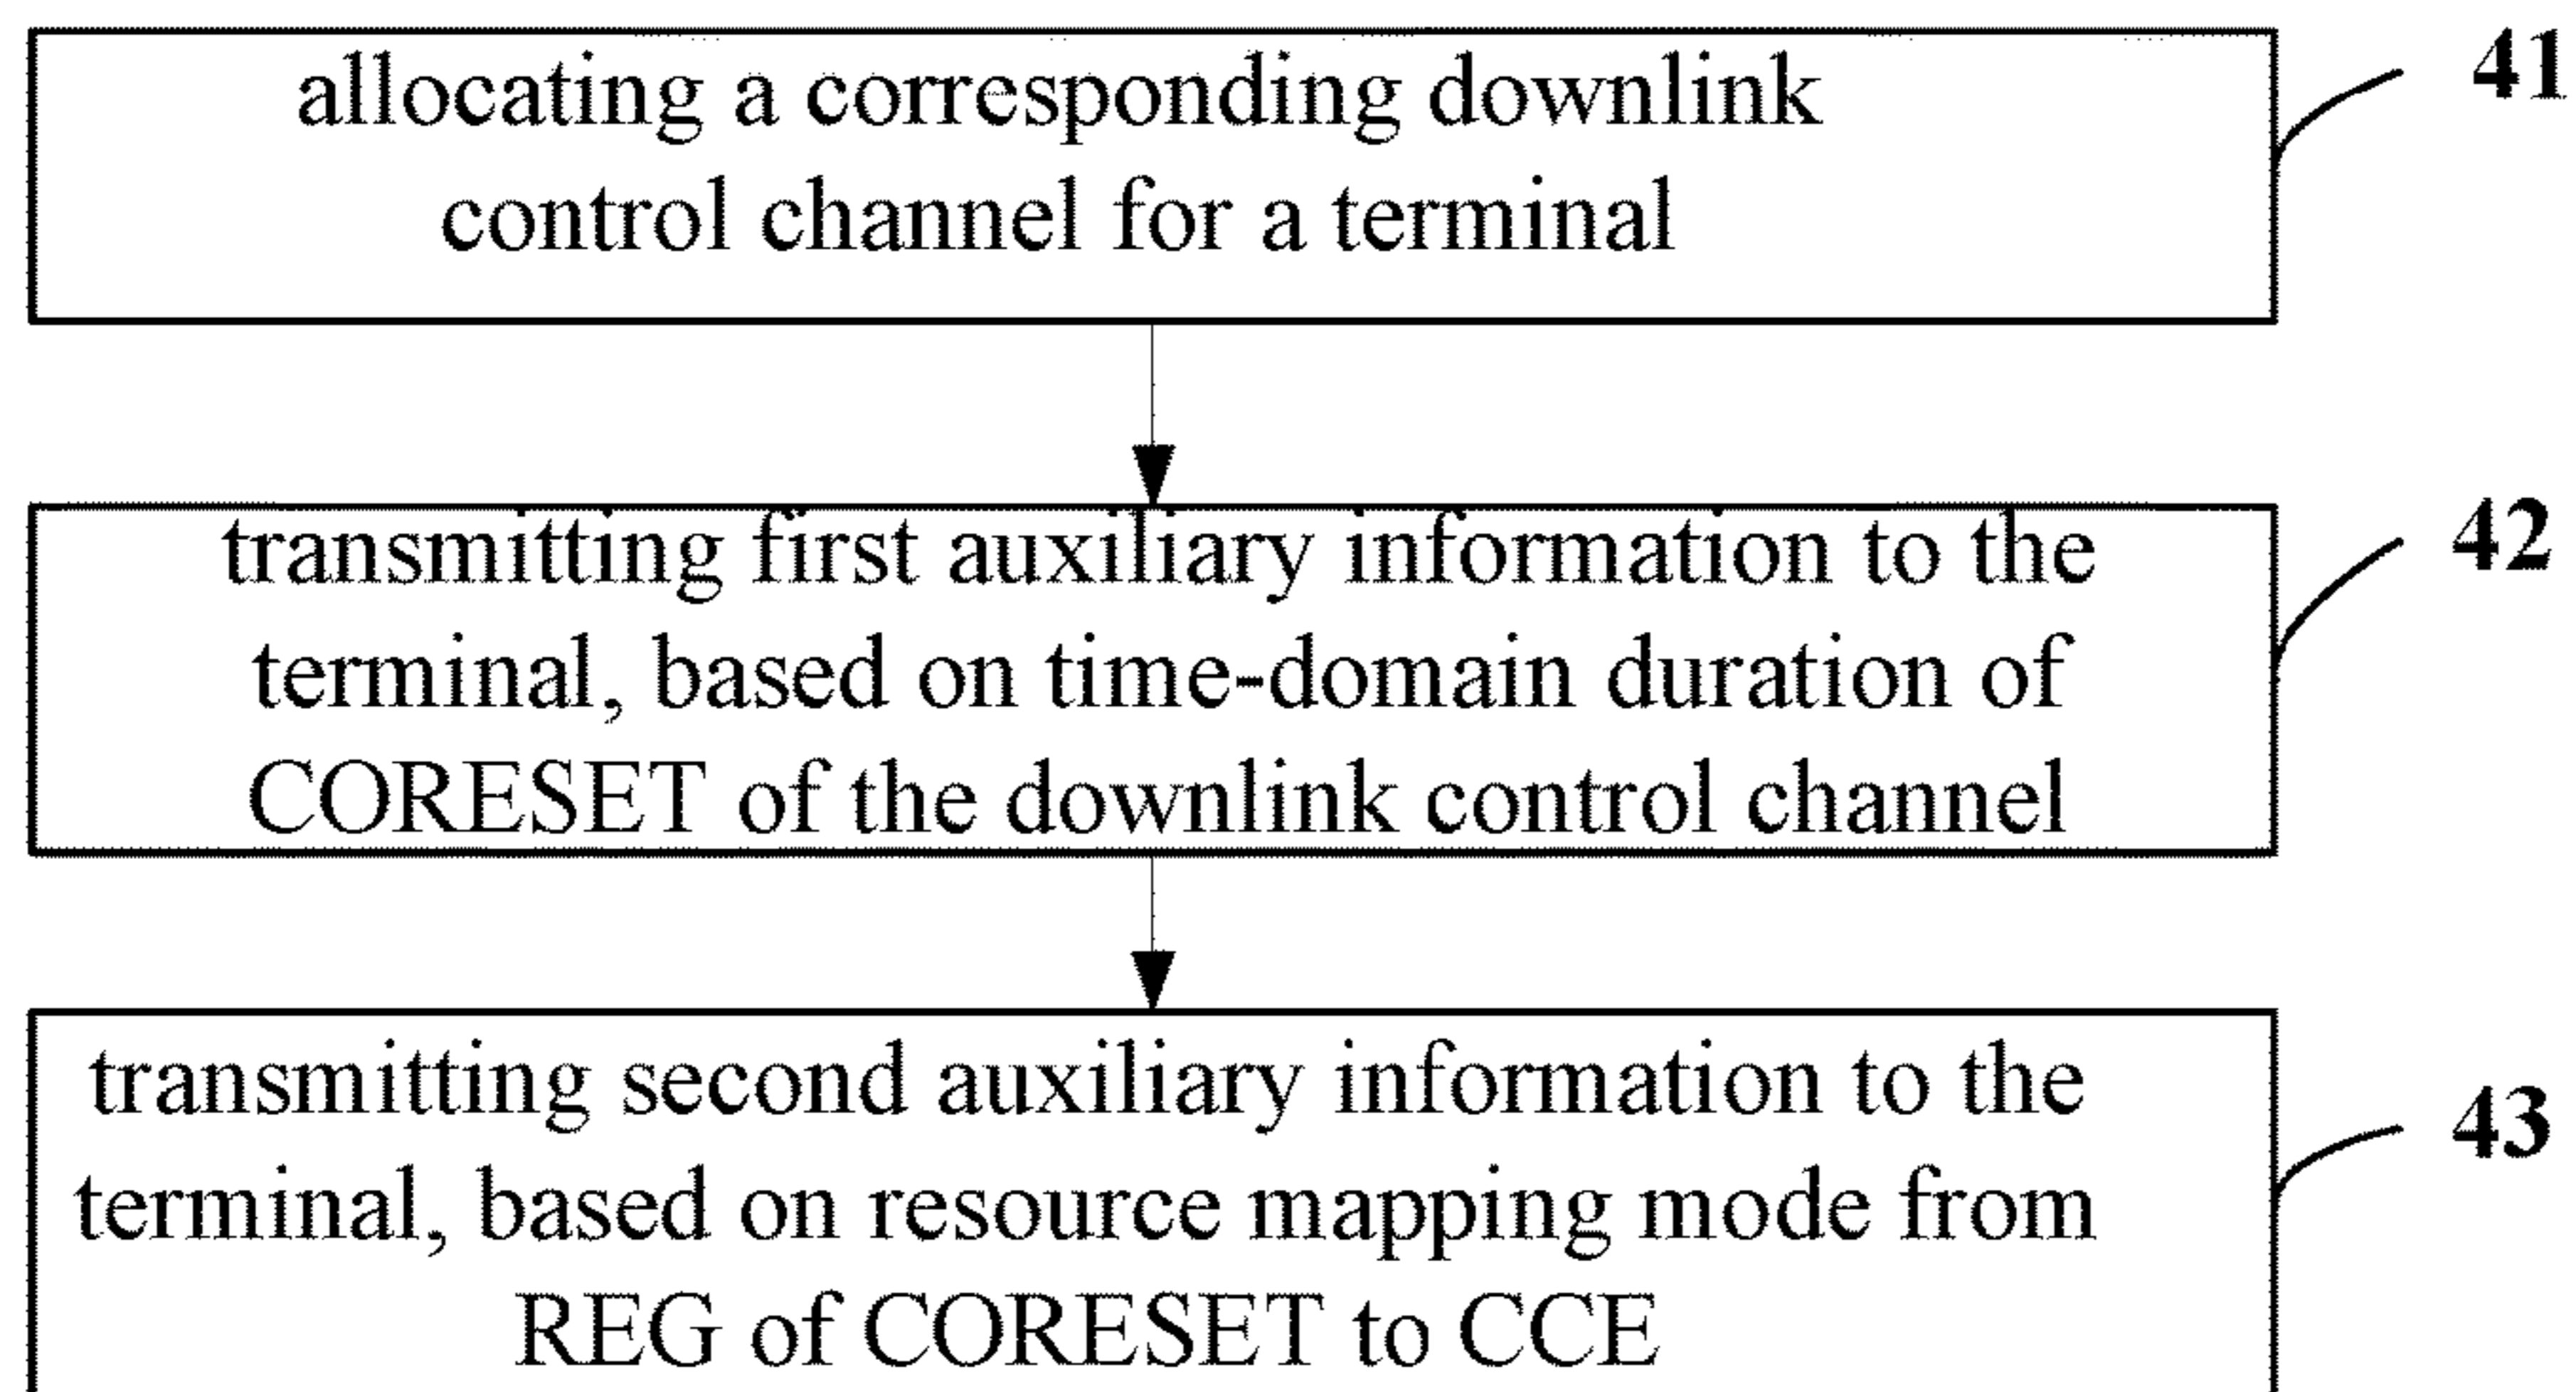 allocating a corresponding downlink
control channel for a terminal
41
transmitting first auxiliary information to the
terminal, based on time-domain duration of
CORESET of the downlink control channel
42
transmitting second auxiliary information to the
terminal, based on resource mapping mode from
REG of CORESET to CCE
43